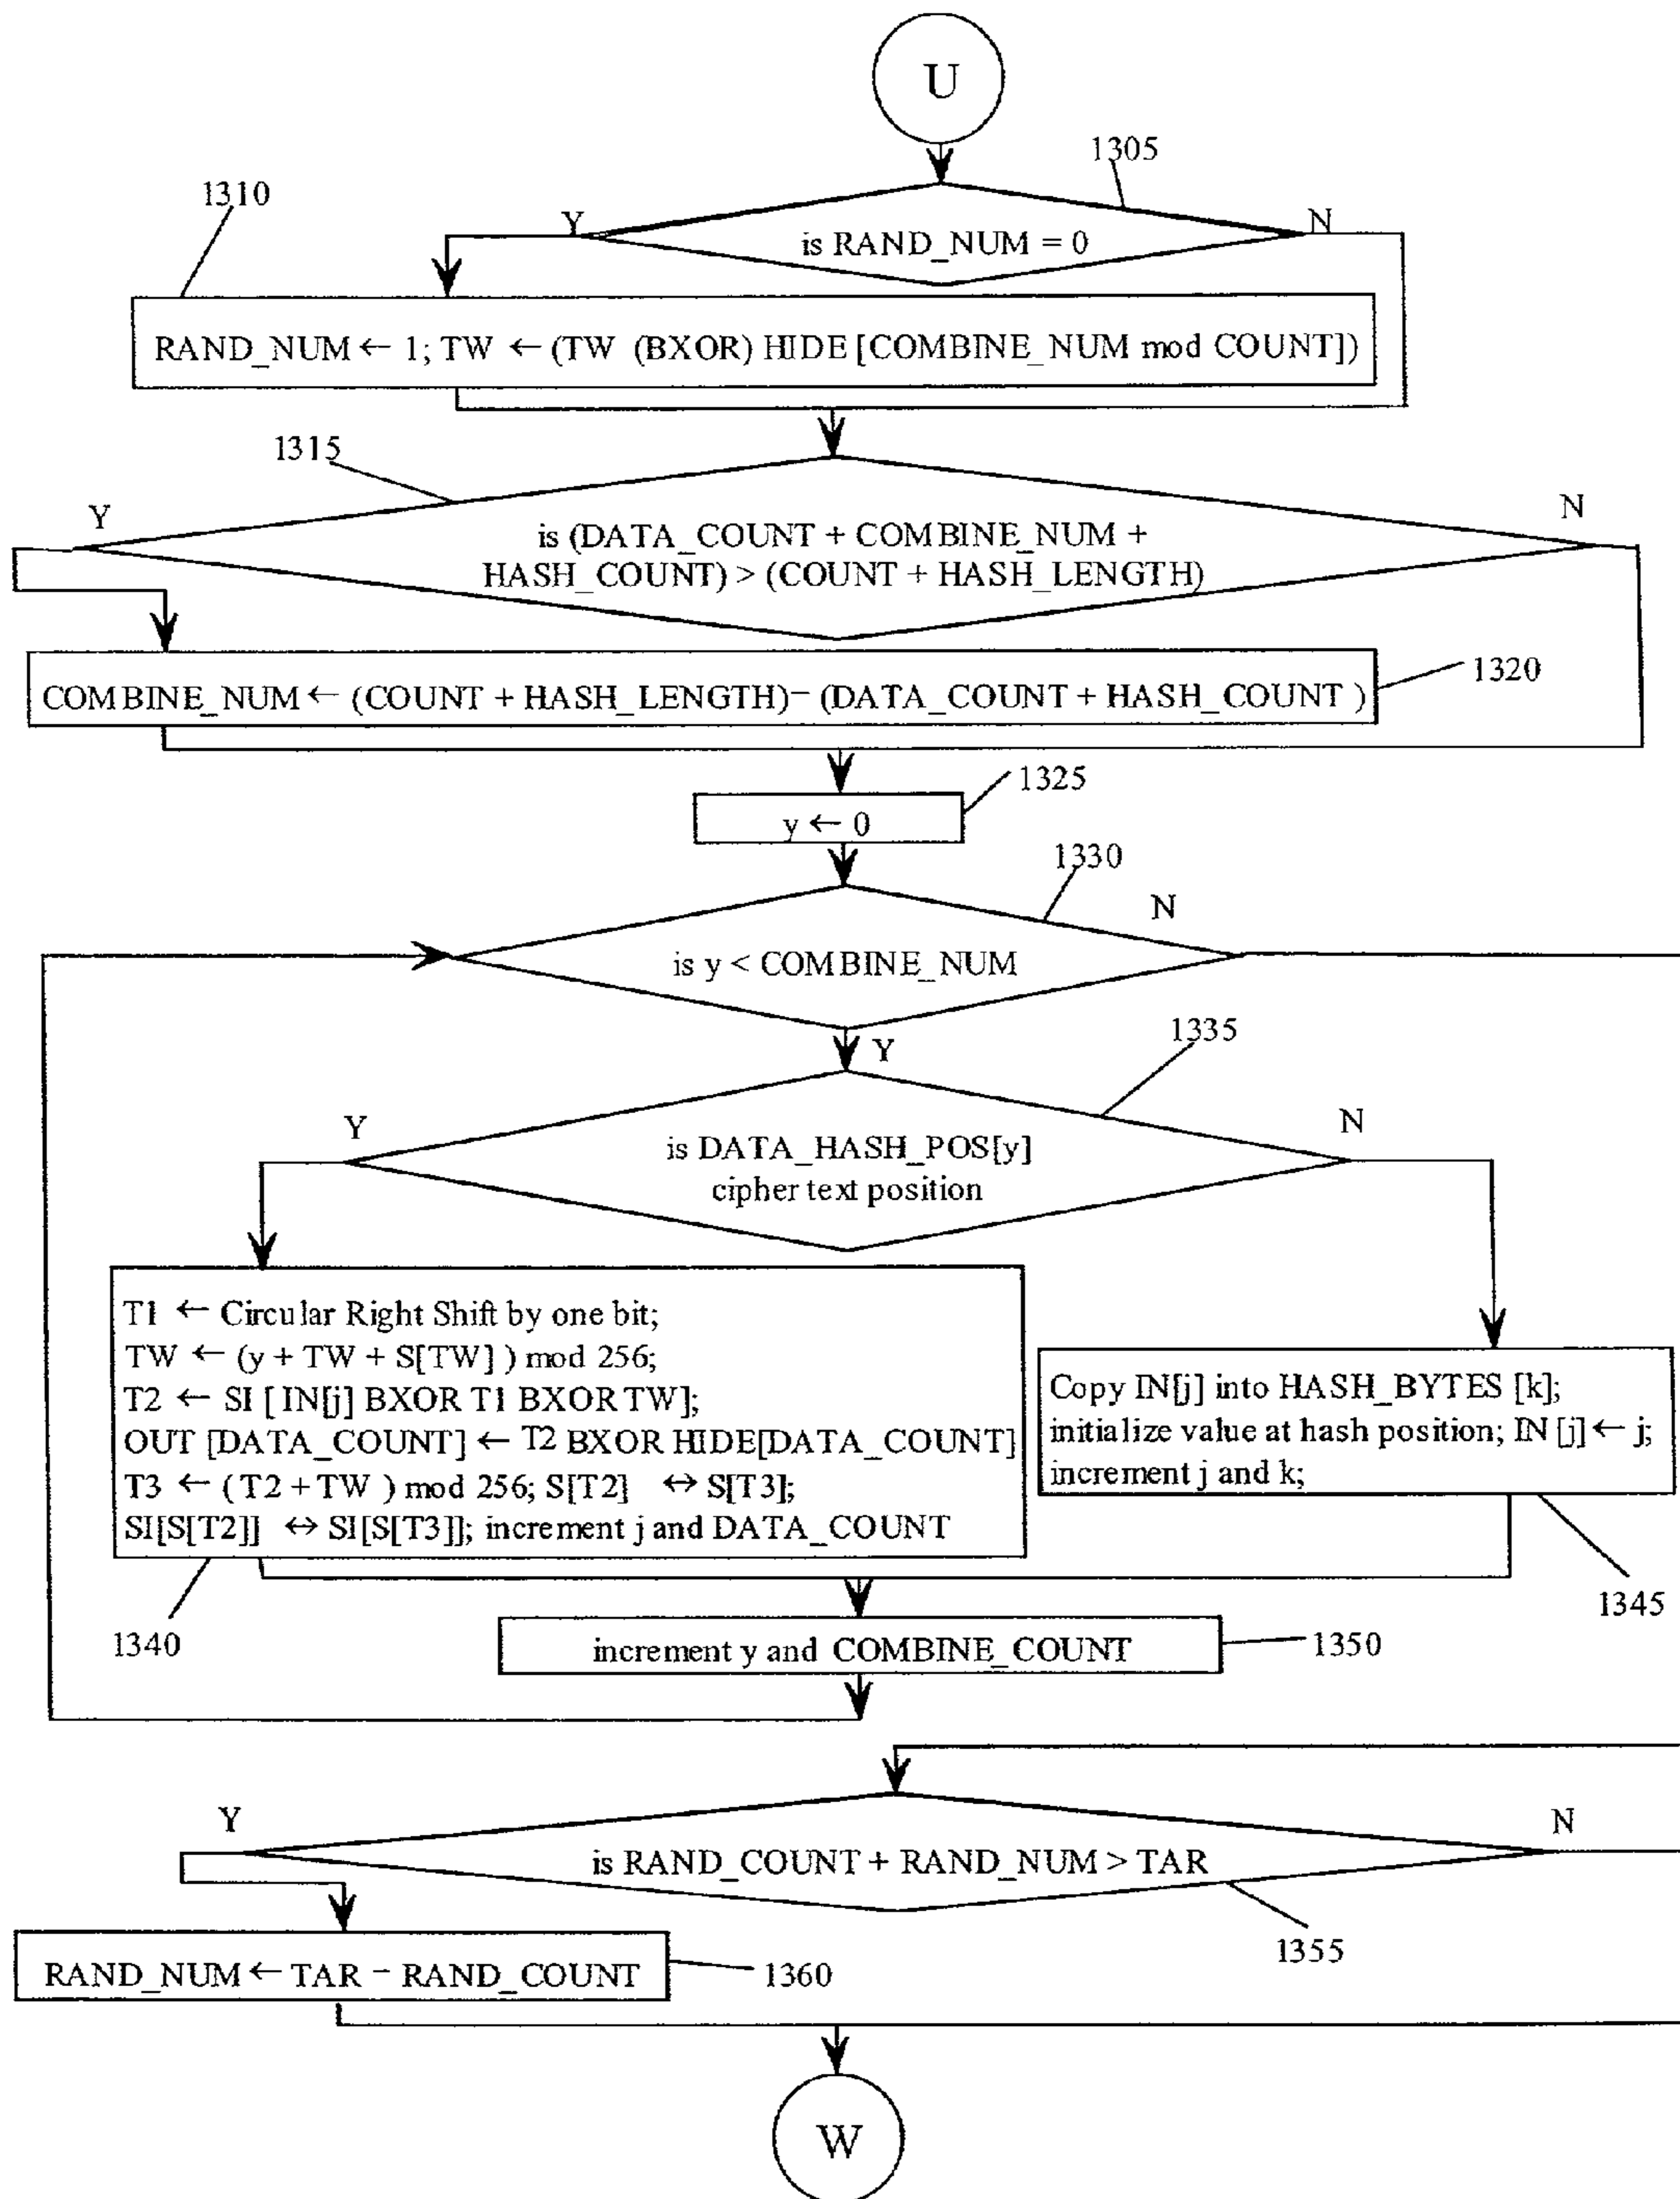 U
1305
1310
Y
N
is RAND_NUM = 0
RAND_NUM ← 1; TW ← (TW (BXOR) HIDE [COMBINE_NUM mod COUNT])
1315
Y
N
is (DATA_COUNT + COMBINE_NUM +
HASH_COUNT) > (COUNT + HASH_LENGTH)
1320
COMBINE_NUM ← (COUNT + HASH_LENGTH) − (DATA_COUNT + HASH_COUNT )
1325
y ← 0
1330
N
is y < COMBINE_NUM
1335
Y
Y
N
is DATA_HASH_POS[y]
cipher text position
T1 ← Circular Right Shift by one bit;
TW ← (y + TW + S[TW] ) mod 256;
T2 ← SI [ IN[j] BXOR T1 BXOR TW];
OUT [DATA_COUNT] ← T2 BXOR HIDE[DATA_COUNT]
T3 ← ( T2 + TW ) mod 256; S[T2] ↔ S[T3];
SI[S[T2]] ↔ SI[S[T3]]; increment j and DATA_COUNT
Copy IN[j] into HASH_BYTES [k];
initialize value at hash position; IN [j] ← j;
increment j and k;
1345
1340
increment y and COMBINE_COUNT
1350
Y
N
is RAND_COUNT + RAND_NUM > TAR
1355
RAND_NUM ← TAR − RAND_COUNT
1360
W